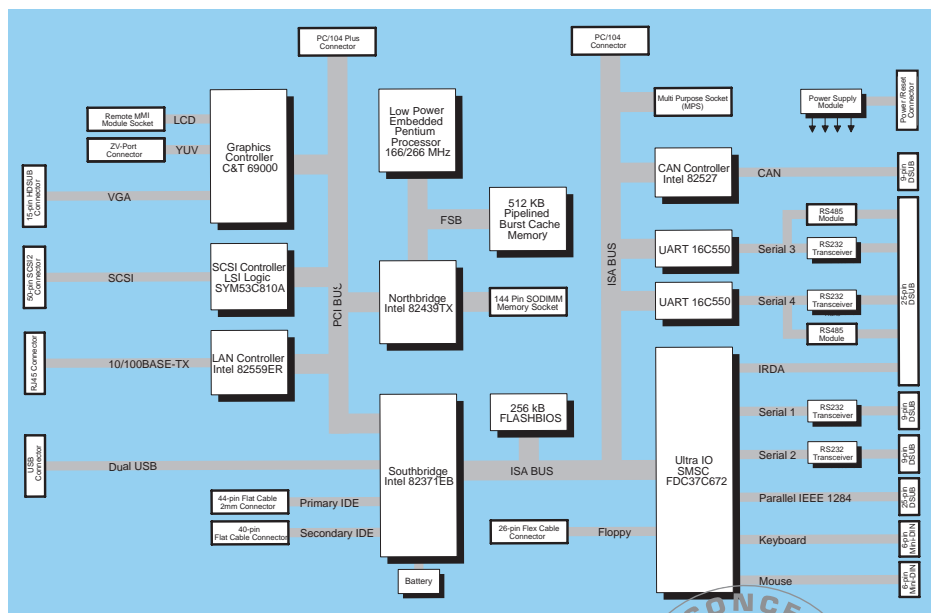 PC/104 Plus
Connector
PC/104
Connector
Remote MMI
Module Socket
LCD
ZV-Port
Connector
YUV
Graphics
Controller
C&T 69000
15-pin HDSUB
Connector
VGA
Low Power
Embedded
Pentium
Processor
166/266 MHz
Multi Purpose Socket
(MPS)
Power Supply
Module
Power/Reset
Connector
CAN Controller
Intel 82527
CAN
9-pin
DSUB
FSB
512 KB
Pipelined
Burst Cache
Memory
RS485
Module
UART 16C550
Serial 3
RS232
Transceiver
25-pin
DSUB
50-pin SCSI2
Connector
SCSI
SCSI Controller
LSI Logic
SYM53C810A
PCI BUS
Northbridge
Intel 82439TX
144 Pin SODIMM
Memory Socket
ISA BUS
UART 16C550
Serial 4
RS232
Transceiver
RS485
Module
RJ45 Connector
10/100BASE-TX
LAN Controller
Intel 82559ER
IRDA
256 kB
FLASHBIOS
Serial 1
RS232
Transceiver
9-pin
DSUB
USB
Connector
Dual USB
Southbridge
Intel 82371EB
ISA BUS
Ultra IO
SMSC
FDC37C672
Serial 2
RS232
Transceiver
9-pin
DSUB
44-pin Flat Cable
2mm Connector
Primary IDE
Parallel IEEE 1284
25-pin
DSUB
40-pin
Flat Cable Connector
Secondary IDE
26-pin Flex Cable
Connector
Floppy
Keyboard
6-pin
Mini-DIN
Battery
Mouse
6-pin
Mini-DIN
CONCE